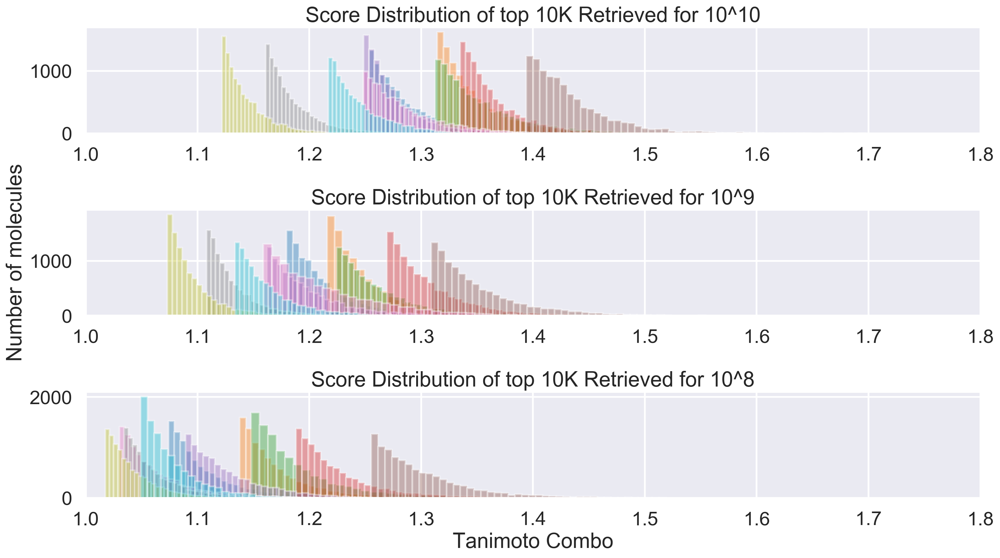 Score Distribution of top 10K Retrieved for 10^10
1000
0
1.0 1.1 1.2 1.3 1.4 1.5 1.6 1.7 1.8
Number of molecules
Score Distribution of top 10K Retrieved for 10^9
1000
0
1.0 1.1 1.2 1.3 1.4 1.5 1.6 1.7 1.8
Score Distribution of top 10K Retrieved for 10^8
2000
0
1.0 1.1 1.2 1.3 1.4 1.5 1.6 1.7 1.8
Tanimoto Combo